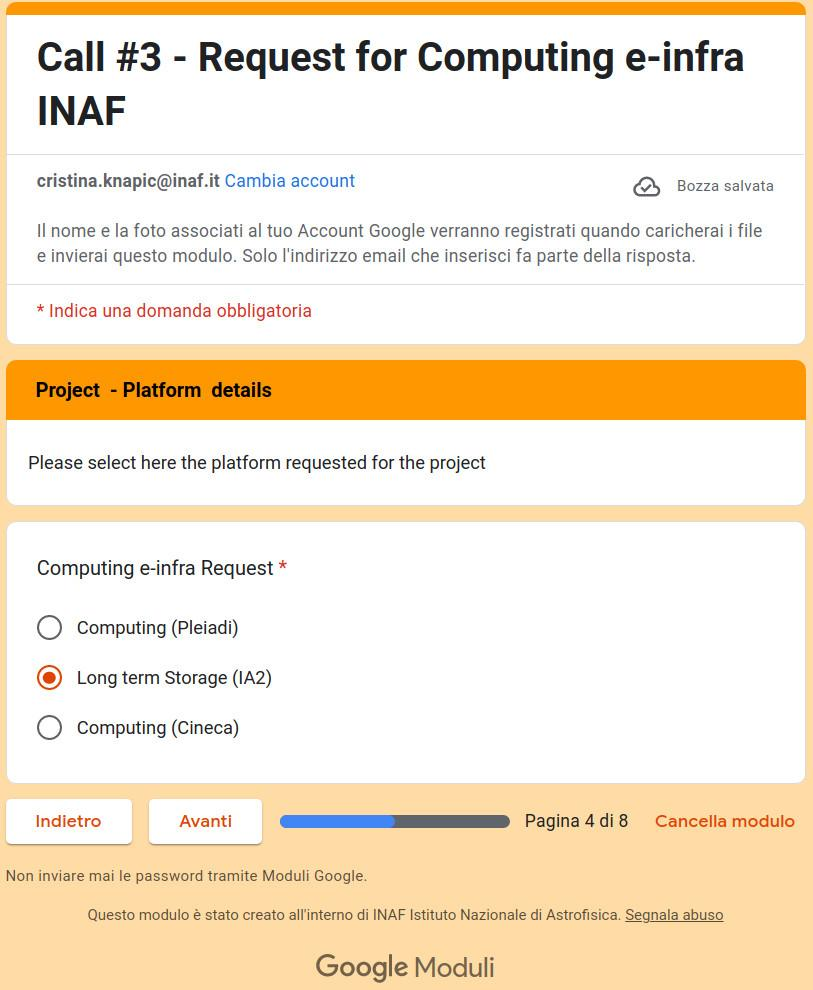 Call #3 - Request for Computing e-infra
INAF
cristina.knapic@inaf.it Cambia account
Bozza salvata
Il nome e la foto associati al tuo Account Google verranno registrati quando caricherai i file
e invierai questo modulo. Solo l'indirizzo email che inserisci fa parte della risposta.
* Indica una domanda obbligatoria
Project - Platform details
Please select here the platform requested for the project
Computing e-infra Request *
Computing (Pleiadi)
Long term Storage (IA2)
Computing (Cineca)
Indietro Avanti Pagina 4 di 8 Cancella modulo
Non inviare mai le password tramite Moduli Google.
Questo modulo è stato creato all'interno di INAF Istituto Nazionale di Astrofisica. Segnala abuso
Google Moduli